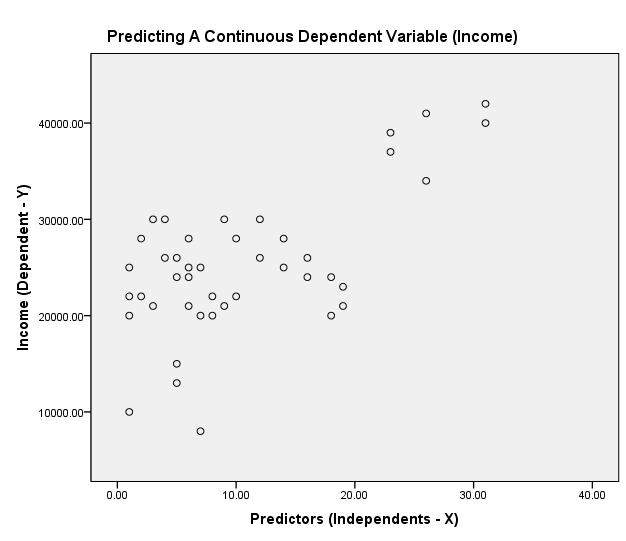 Predicting A Continuous Dependent Variable (Income)
Income (Dependent - Y)
40000.00
30000.00
20000.00
10000.00
0.00 10.00 20.00 30.00 40.00
Predictors (Independents - X)